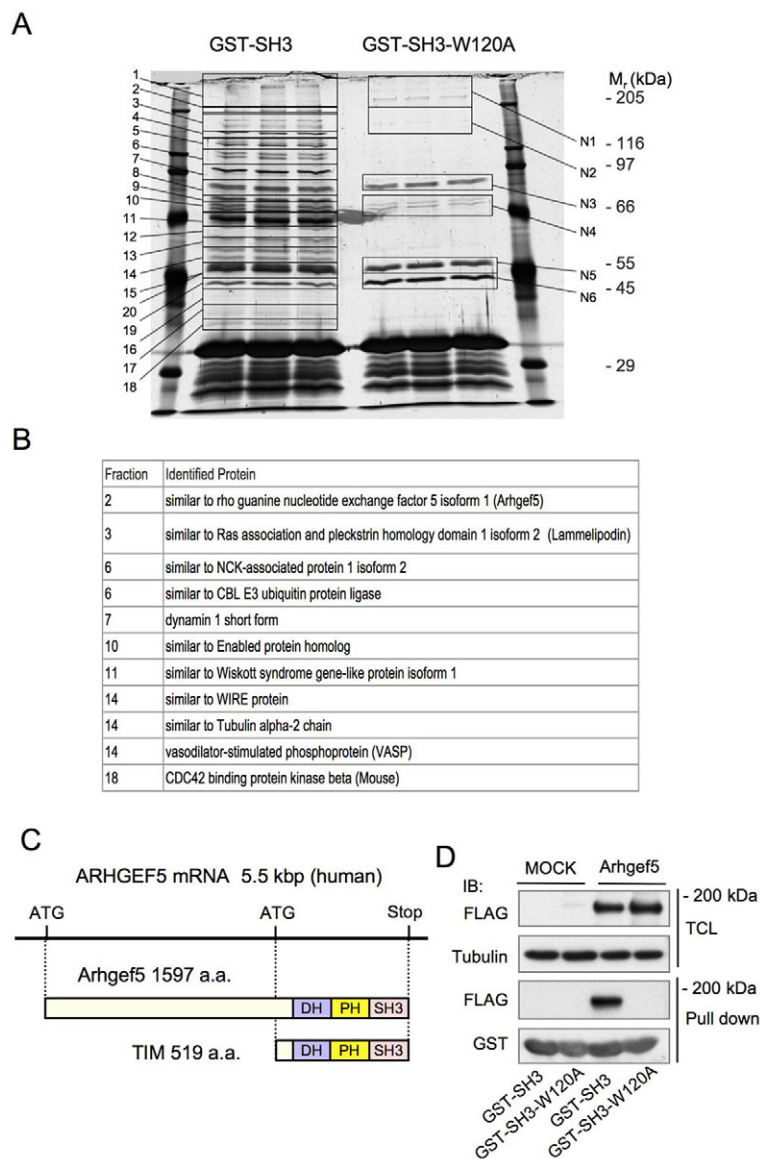 A
GST-SH3 GST-SH3-W120A
Mr (kDa)
1
2
3
4
5
6
7
8
9
10
11
12
13
14
15
20
19
16
17
18
N1
N2
N3
N4
N5
N6
- 205
- 116
- 97
- 66
- 55
- 45
- 29
B
Fraction Identified Protein
2 similar to rho guanine nucleotide exchange factor 5 isoform 1 (Arhgef5)
3 similar to Ras association and pleckstrin homology domain 1 isoform 2 (Lammelipodin)
6 similar to NCK-associated protein 1 isoform 2
6 similar to CBL E3 ubiquitin protein ligase
7 dynamin 1 short form
10 similar to Enabled protein homolog
11 similar to Wiskott syndrome gene-like protein isoform 1
14 similar to WIRE protein
14 similar to Tubulin alpha-2 chain
14 vasodilator-stimulated phosphoprotein (VASP)
18 CDC42 binding protein kinase beta (Mouse)
C
ARHGEF5 mRNA 5.5 kbp (human)
ATG ATG Stop
Arhgef5 1597 a.a.
DH PH SH3
TIM 519 a.a.
DH PH SH3
D
MOCK Arhgef5
IB:
FLAG
- 200 kDa
TCL
Tubulin
FLAG
- 200 kDa
Pull down
GST
GST-SH3
GST-SH3-W120A
GST-SH3
GST-SH3-W120A